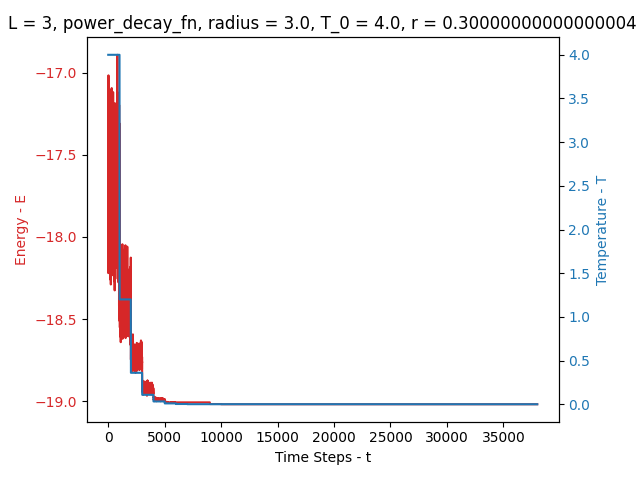 L = 3, power_decay_fn, radius = 3.0, T_0 = 4.0, r = 0.30000000000000004
−17.0
−17.5
−18.0
−18.5
−19.0
Energy - E
4.0
3.5
3.0
2.5
2.0
1.5
1.0
0.5
0.0
Temperature - T
0 5000 10000 15000 20000 25000 30000 35000
Time Steps - t